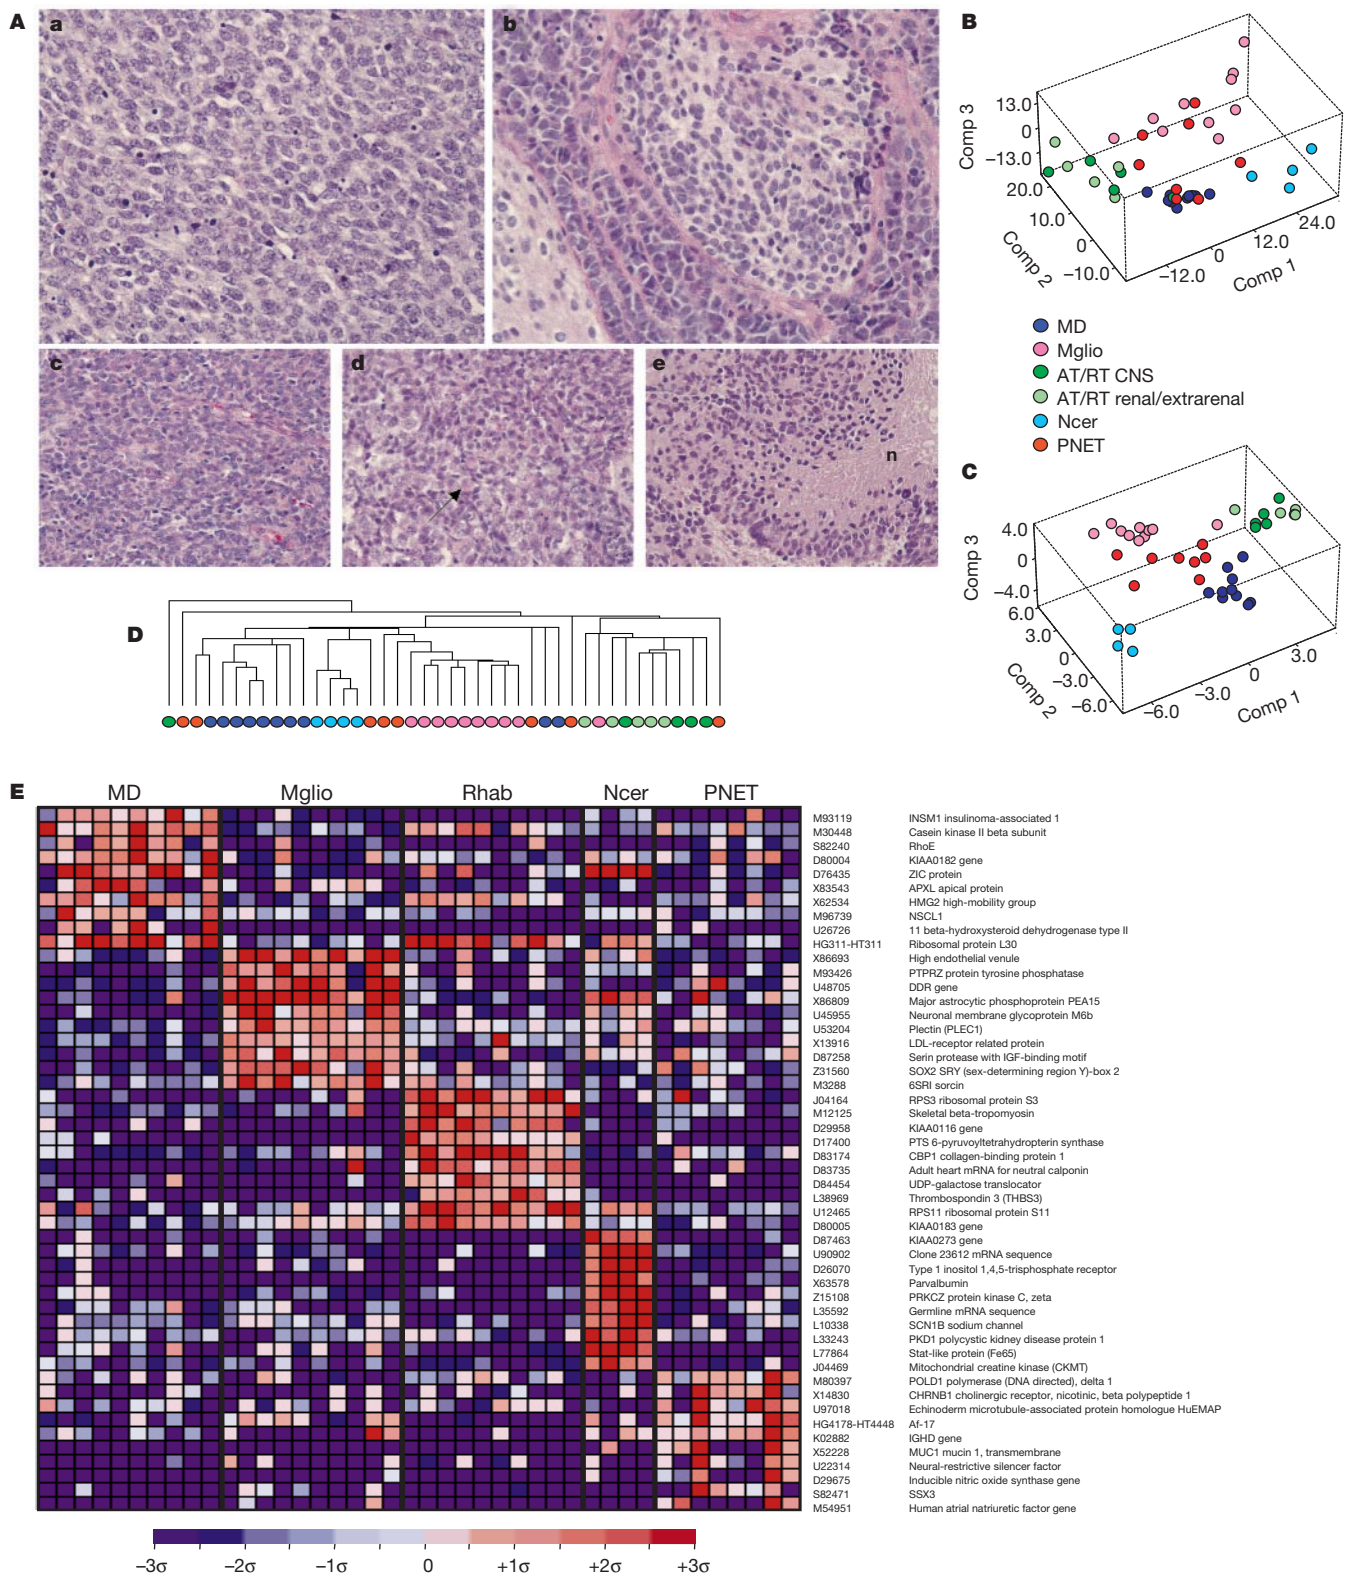 A
a
b
c
d
e
n
B
Comp 3
13.0
0
−13.0
20.0
10.0
0
−10.0
Comp 2
−12.0
0
12.0
24.0
Comp 1
MD
Mglio
AT/RT CNS
AT/RT renal/extrarenal
Ncer
PNET
C
Comp 3
4.0
0
−4.0
6.0
3.0
0
−3.0
−6.0
Comp 2
−6.0
−3.0
0
3.0
Comp 1
D
E
MD Mglio Rhab Ncer PNET
M93119 INSM1 insulinoma-associated 1
M30448 Casein kinase II beta subunit
S82240 RhoE
D80004 KIAA0182 gene
D76435 ZIC protein
X83543 APXL apical protein
X62534 HMG2 high-mobility group
M96739 NSCL1
U26726 11 beta-hydroxysteroid dehydrogenase type II
HG311-HT311 Ribosomal protein L30
X86693 High endothelial venule
M93426 PTPRZ protein tyrosine phosphatase
U48705 DDR gene
X86809 Major astrocytic phosphoprotein PEA15
U45955 Neuronal membrane glycoprotein M6b
U53204 Plectin (PLEC1)
X13916 LDL-receptor related protein
D87258 Serin protease with IGF-binding motif
Z31560 SOX2 SRY (sex-determining region Y)-box 2
M3288 6SRI sorcin
J04164 RPS3 ribosomal protein S3
M12125 Skeletal beta-tropomyosin
D29958 KIAA0116 gene
D17400 PTS 6-pyruvoyltetrahydropterin synthase
D83174 CBP1 collagen-binding protein 1
D83735 Adult heart mRNA for neutral calponin
D84454 UDP-galactose translocator
L38969 Thrombospondin 3 (THBS3)
U12465 RPS11 ribosomal protein S11
D80005 KIAA0183 gene
D87463 KIAA0273 gene
U90902 Clone 23612 mRNA sequence
D26070 Type 1 inositol 1,4,5-trisphosphate receptor
X63578 Parvalbumin
Z15108 PRKCZ protein kinase C, zeta
L35592 Germline mRNA sequence
L10338 SCN1B sodium channel
L33243 PKD1 polycystic kidney disease protein 1
L77864 Stat-like protein (Fe65)
J04469 Mitochondrial creatine kinase (CKMT)
M80397 POLD1 polymerase (DNA directed), delta 1
X14830 CHRNB1 cholinergic receptor, nicotinic, beta polypeptide 1
U97018 Echinoderm microtubule-associated protein homologue HuEMAP
HG4178-HT4448 Af-17
K02882 IGHD gene
X52228 MUC1 mucin 1, transmembrane
U22314 Neural-restrictive silencer factor
D29675 Inducible nitric oxide synthase gene
S82471 SSX3
M54951 Human atrial natriuretic factor gene
−3σ −2σ −1σ 0 +1σ +2σ +3σ